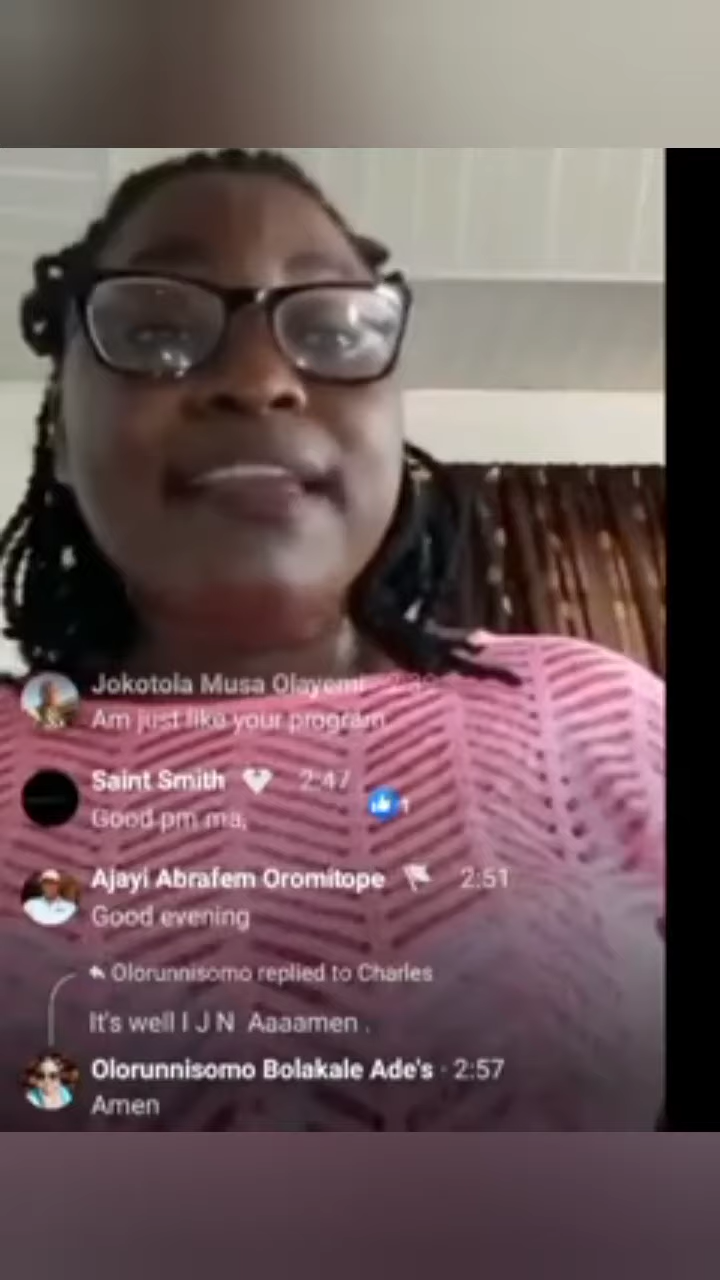 Jokotola Musa Olayemi
Am just like your program
Saint Smith 2:47
Good pm ma,
1
Ajayi Abrafem Oromitope 2:51
Good evening
Olorunnisomo replied to Charles
It's well I J N Aaaamen .
Olorunnisomo Bolakale Ade's · 2:57
Amen